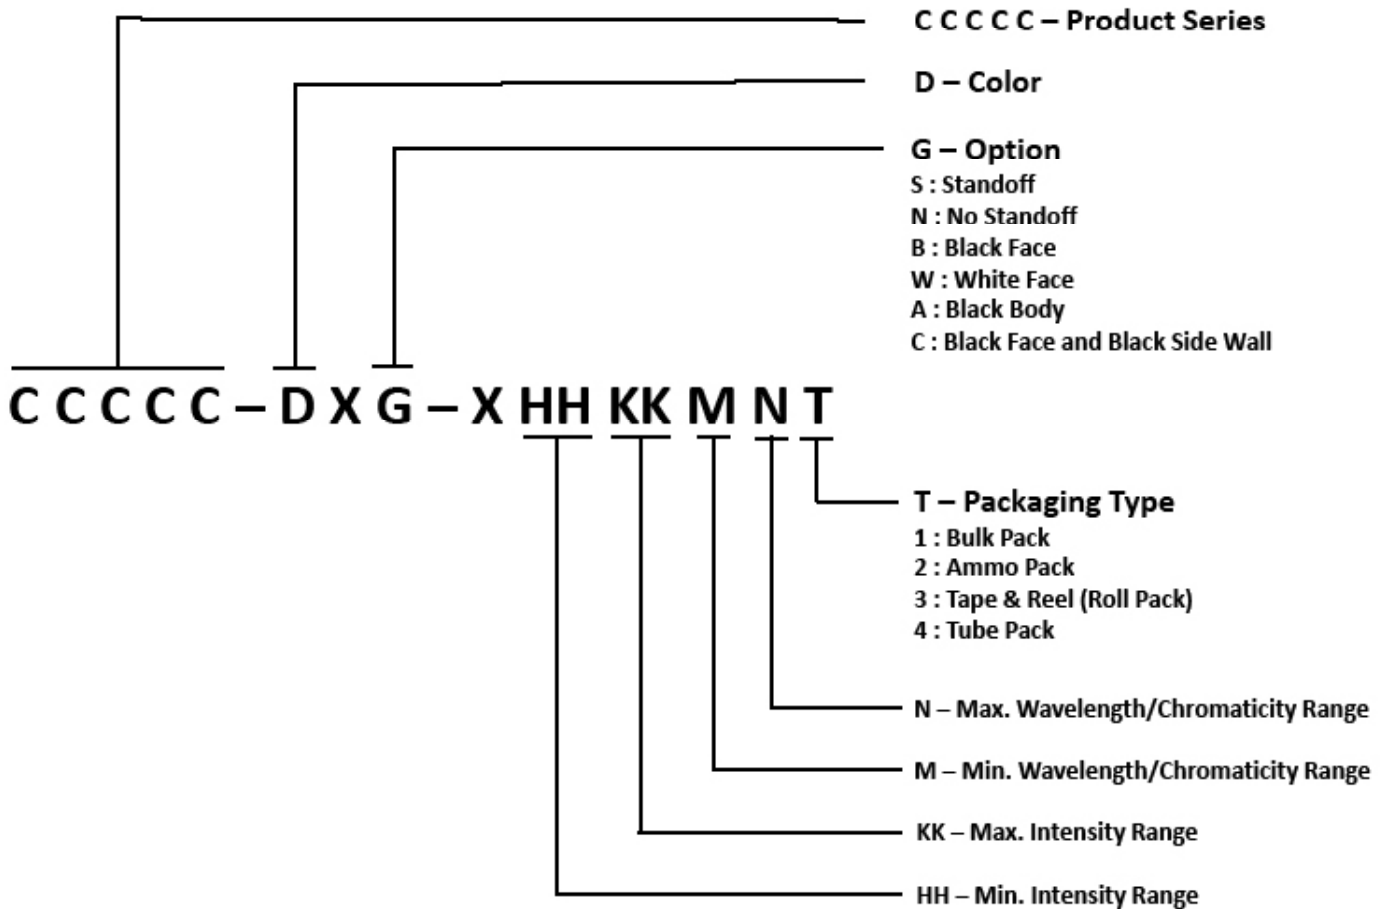 C C C C C – Product Series
D – Color
G – Option
S : Standoff
N : No Standoff
B : Black Face
W : White Face
A : Black Body
C : Black Face and Black Side Wall
C C C C C – D X G – X HH KK M N T
T – Packaging Type
1 : Bulk Pack
2 : Ammo Pack
3 : Tape & Reel (Roll Pack)
4 : Tube Pack
N – Max. Wavelength/Chromaticity Range
M – Min. Wavelength/Chromaticity Range
KK – Max. Intensity Range
HH – Min. Intensity Range